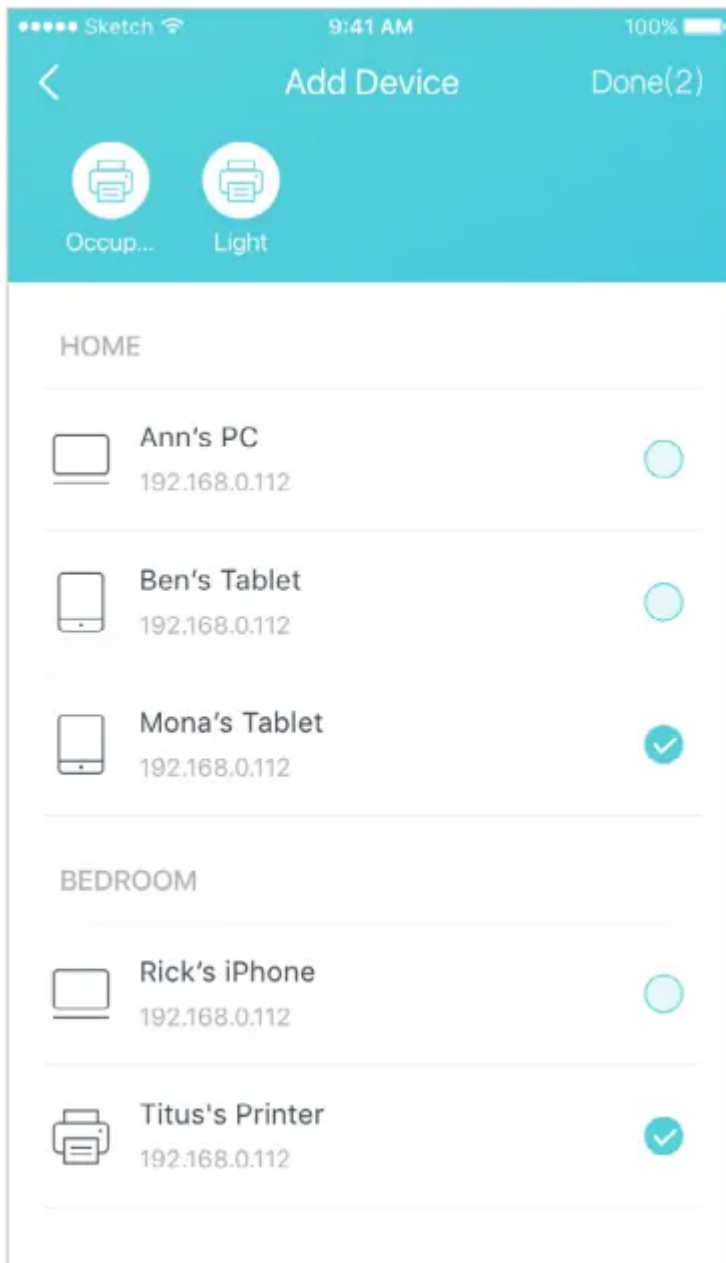 Sketch 9:41 AM 100%
Add Device Done(2)
Occup... Light
HOME
Ann's PC
192.168.0.112
Ben's Tablet
192.168.0.112
Mona's Tablet
192.168.0.112
BEDROOM
Rick's iPhone
192.168.0.112
Titus's Printer
192.168.0.112